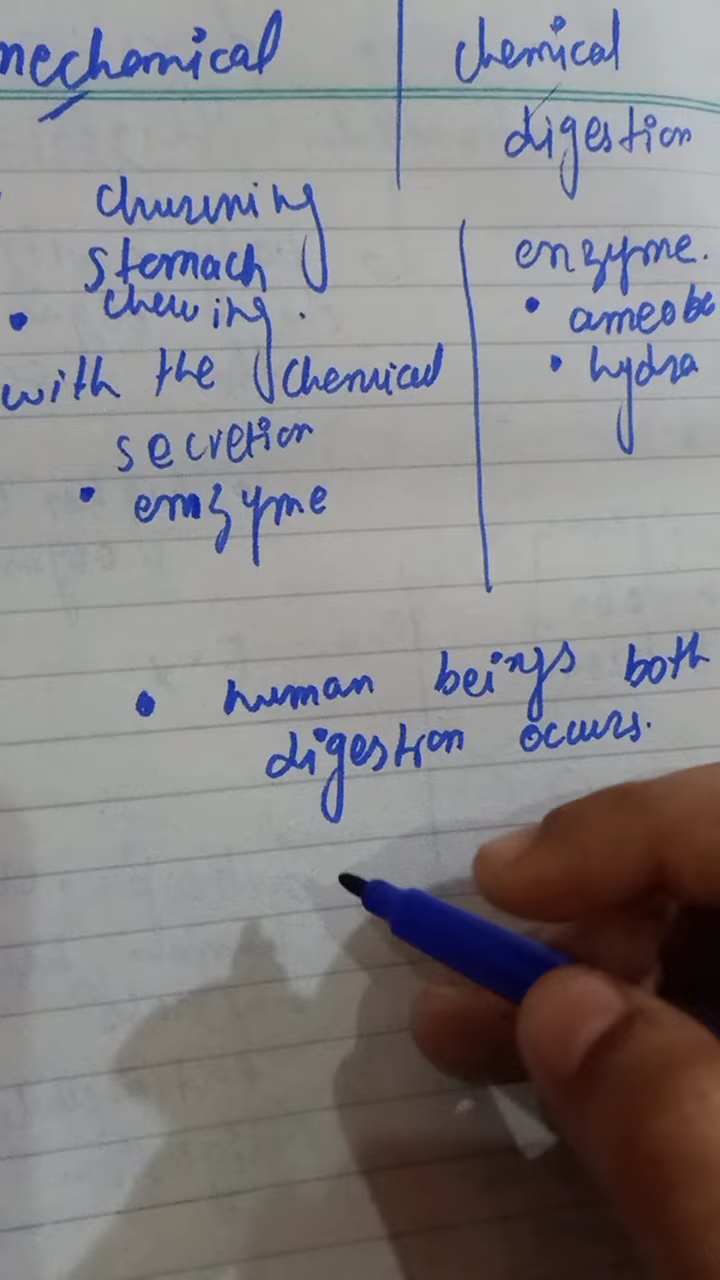 mechanical
churning
stomach
• chewing.
with the chemical
secretion
• enzyme
chemical
digestion
enzyme.
• ameoba
• hydra
• human beings both
digestion occurs.